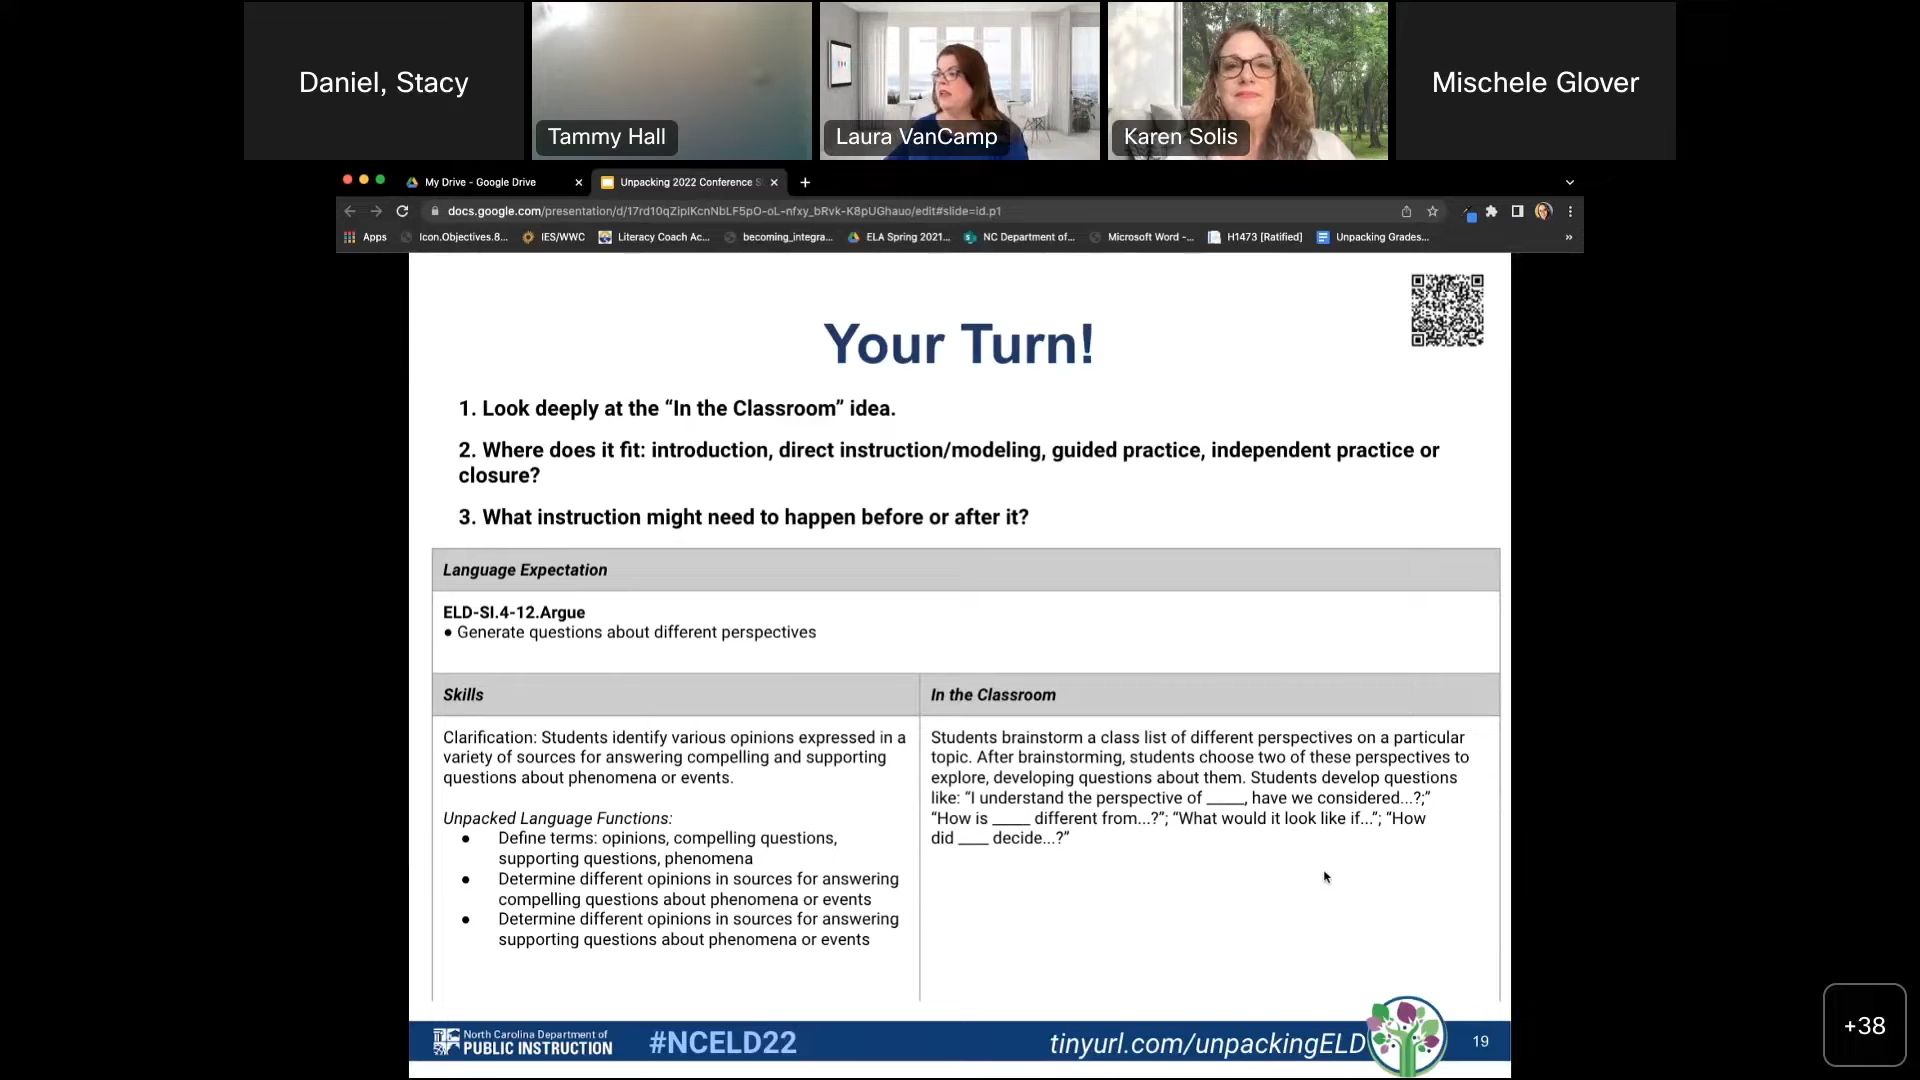 Daniel, Stacy
Tammy Hall
Laura VanCamp
Karen Solis
Mischele Glover
My Drive - Google Drive
Unpacking 2022 Conference S
docs.google.com/presentation/d/17rd10qZiplKcnNbLF5pO-oL-nfxy_bRvk-K8pUGhauo/edit#slide=id.p1
Apps
Icon.Objectives.8...
IES/WWC
Literacy Coach Ac...
becoming_integra...
ELA Spring 2021...
NC Department of...
Microsoft Word -...
H1473 [Ratified]
Unpacking Grades...
»
Your Turn!
1. Look deeply at the “In the Classroom” idea.
2. Where does it fit: introduction, direct instruction/modeling, guided practice, independent practice or
closure?
3. What instruction might need to happen before or after it?
Language Expectation
ELD-SI.4-12.Argue
● Generate questions about different perspectives
Skills
Clarification: Students identify various opinions expressed in a
variety of sources for answering compelling and supporting
questions about phenomena or events.
Unpacked Language Functions:
● Define terms: opinions, compelling questions,
supporting questions, phenomena
● Determine different opinions in sources for answering
compelling questions about phenomena or events
● Determine different opinions in sources for answering
supporting questions about phenomena or events
In the Classroom
Students brainstorm a class list of different perspectives on a particular
topic. After brainstorming, students choose two of these perspectives to
explore, developing questions about them. Students develop questions
like: “I understand the perspective of _____, have we considered...?;”
“How is _____ different from...?”; “What would it look like if...”; “How
did ____ decide...?”
North Carolina Department of
PUBLIC INSTRUCTION
#NCELD22
tinyurl.com/unpackingELD
19
+38